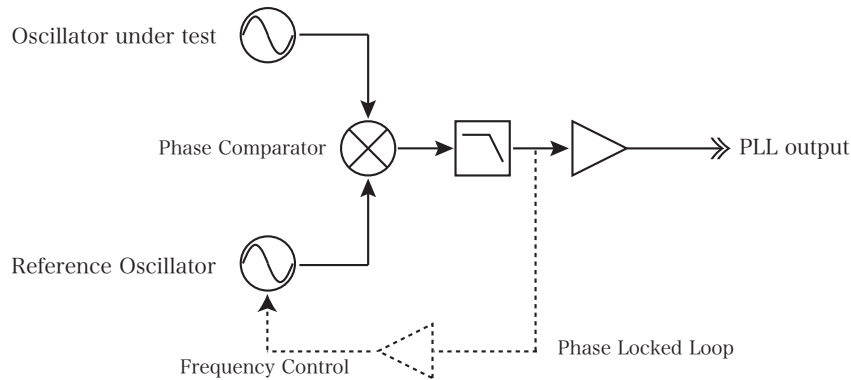 Oscillator under test
Phase Comparator
PLL output
Reference Oscillator
Phase Locked Loop
Frequency Control